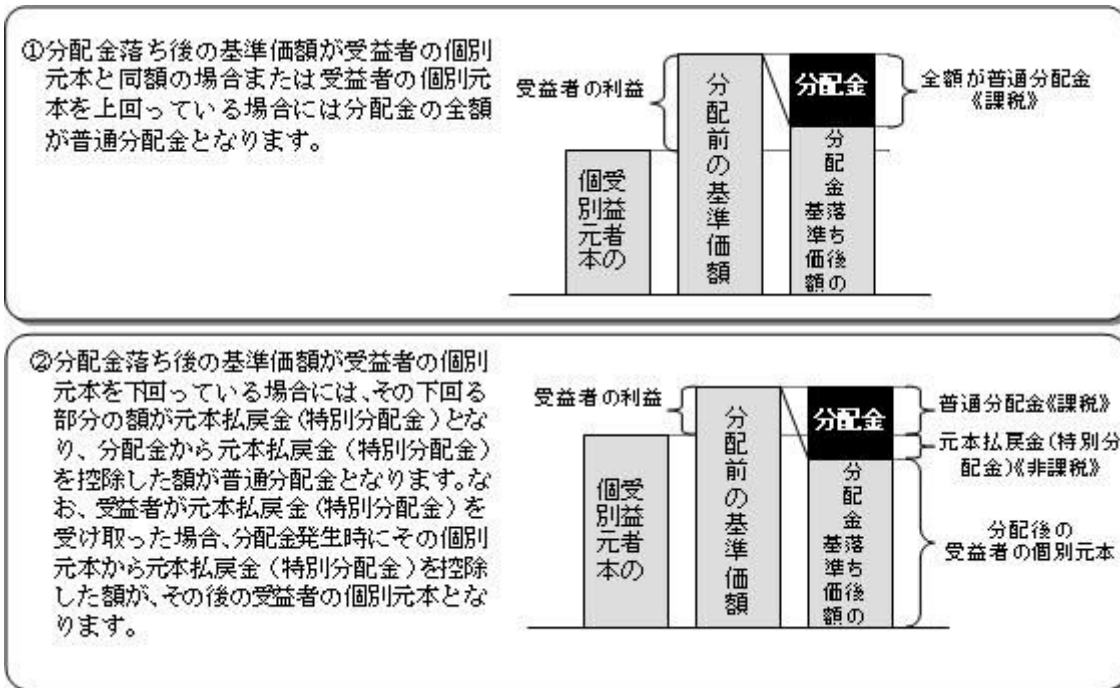 ①分配金落ち後の基準価額が受益者の個別
元本と同額の場合または受益者の個別元
本を上回っている場合には分配金の全額
が普通分配金となります。
受益者の利益
受益者の
個別元本
分配前の基準価額
分配金
分配金落ち後の
基準価額
全額が普通分配金
《課税》
②分配金落ち後の基準価額が受益者の個別
元本を下回っている場合には、その下回る
部分の額が元本払戻金(特別分配金)とな
り、分配金から元本払戻金(特別分配金)
を控除した額が普通分配金となります。な
お、受益者が元本払戻金(特別分配金)を
受け取った場合、分配金発生時にその個別
元本から元本払戻金(特別分配金)を控除
した額が、その後の受益者の個別元本とな
ります。
受益者の利益
受益者の
個別元本
分配前の基準価額
分配金
分配金落ち後の
基準価額
普通分配金《課税》
元本払戻金(特別分
配金)《非課税》
分配後の
受益者の個別元本